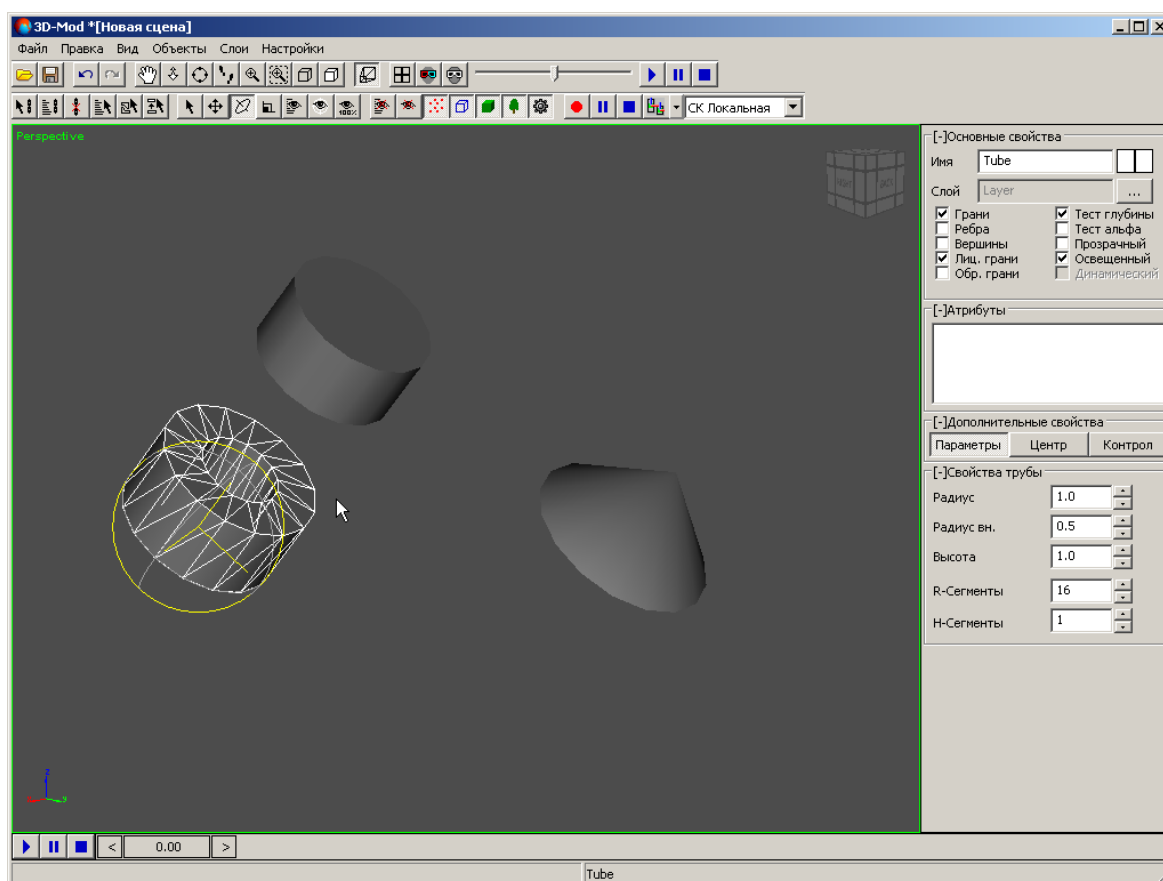 3D-Mod *[Новая сцена]
Файл Правка Вид Объекты Слои Настройки
100%
СК Локальная
Perspective
[-]Основные свойства
Имя Tube
Слой Layer ...
Грани Тест глубины
Ребра Тест альфа
Вершины Прозрачный
Лиц. грани Освещенный
Обр. грани Динамический
[-]Атрибуты
[-]Дополнительные свойства
Параметры Центр Контрол
[-]Свойства трубы
Радиус 1.0
Радиус вн. 0.5
Высота 1.0
R-Сегменты 16
H-Сегменты 1
z
y
< 0.00 >
Tube